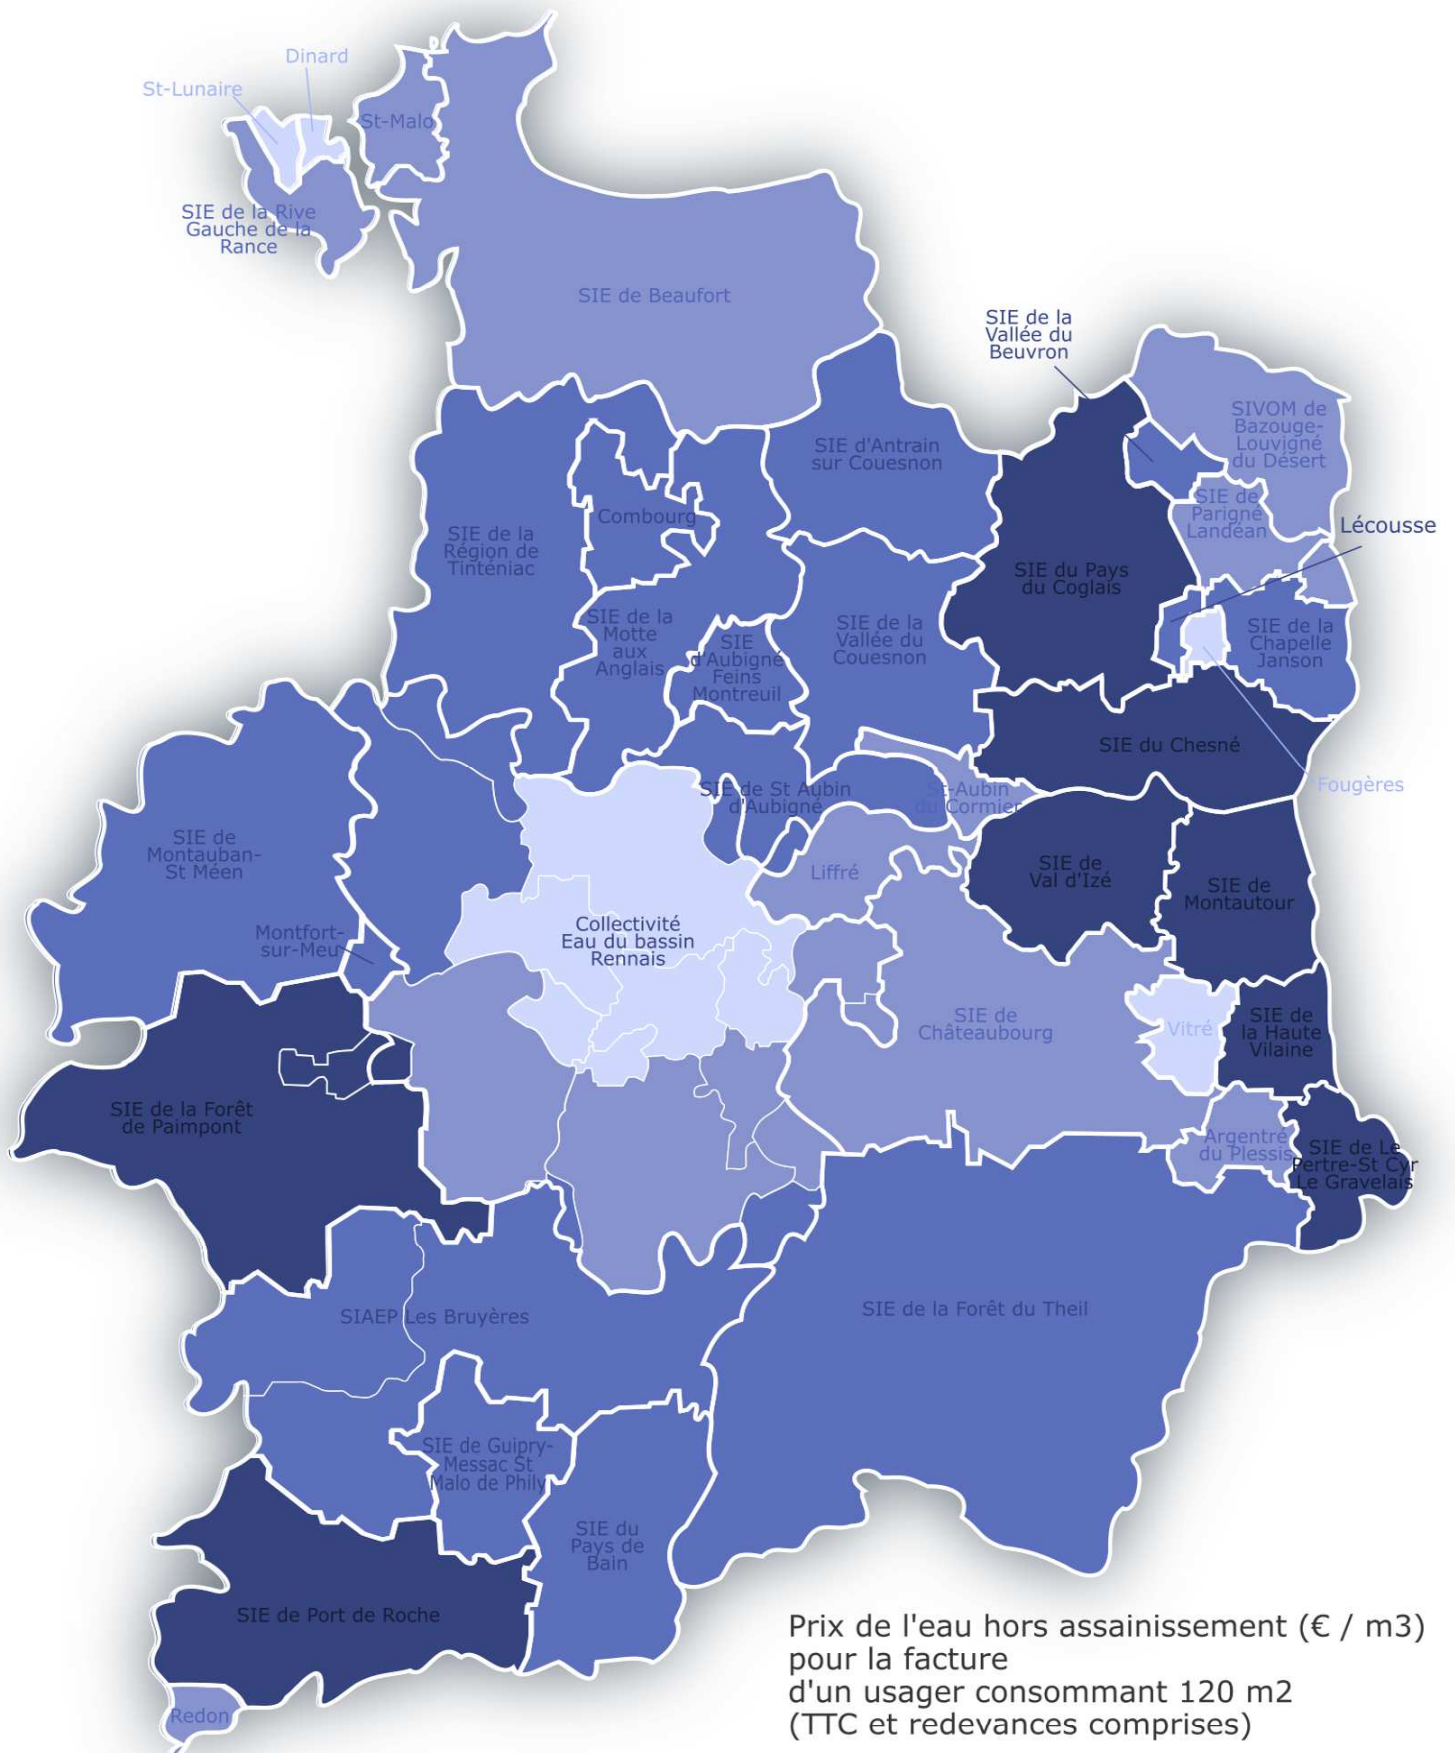 Dinard
St-Lunaire
St-Malo
SIE de la Rive
Gauche de la
Rance
SIE de Beaufort
SIE de la
Vallée du
Beuvron
SIVOM de
Bazouge-
Louvigné
du Désert
SIE d'Antrain
sur Couesnon
SIE de
Parigné
Landéan
Combourg
Lécousse
SIE de la
Région de
Tinténiac
SIE du Pays
du Coglais
SIE de la
Motte
aux
Anglais
SIE
d'Aubigné
Feins
Montreuil
SIE de la
Vallée du
Couesnon
SIE de la
Chapelle
Janson
SIE du Chesné
Fougères
SIE de St Aubin
d'Aubigné
St-Aubin
du Cormier
SIE de
Montauban-
St Méen
Liffré
SIE de
Val d'Izé
SIE de
Montautour
Montfort-
sur-Meu
Collectivité
Eau du bassin
Rennais
SIE de
Châteaubourg
Vitré
SIE de
la Haute
Vilaine
SIE de la Forêt
de Paimpont
Argentré
du Plessis
SIE de Le
Pertre-St Cyr
Le Gravelais
SIAEP Les Bruyères
SIE de la Forêt du Theil
SIE de Guipry-
Messac St
Malo de Phily
SIE du
Pays de
Bain
SIE de Port de Roche
Redon
Prix de l'eau hors assainissement (€ / m3)
pour la facture
d'un usager consommant 120 m2
(TTC et redevances comprises)